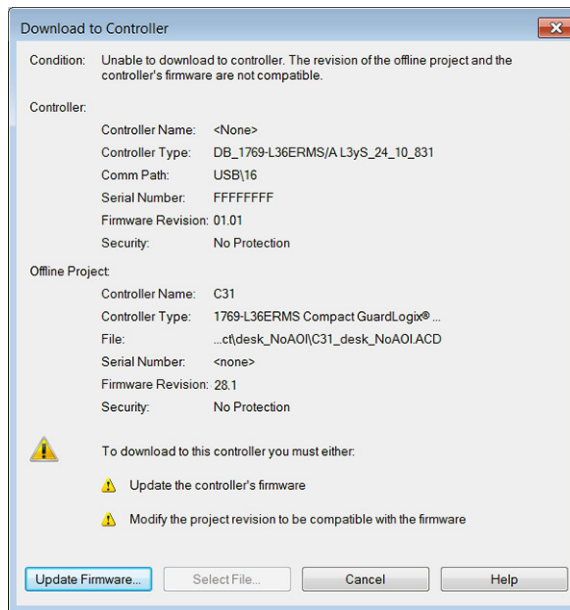 Download to Controller
Condition: Unable to download to controller. The revision of the offline project and the
controller's firmware are not compatible.
Controller:
Controller Name: <None>
Controller Type: DB_1769-L36ERMS/A L3yS_24_10_831
Comm Path: USB\16
Serial Number: FFFFFFFF
Firmware Revision: 01.01
Security: No Protection
Offline Project:
Controller Name: C31
Controller Type: 1769-L36ERMS Compact GuardLogix® ...
File: ...ct\desk_NoAOI\C31_desk_NoAOI.ACD
Serial Number: <none>
Firmware Revision: 28.1
Security: No Protection
To download to this controller you must either:
Update the controller's firmware
Modify the project revision to be compatible with the firmware
Update Firmware... Select File... Cancel Help